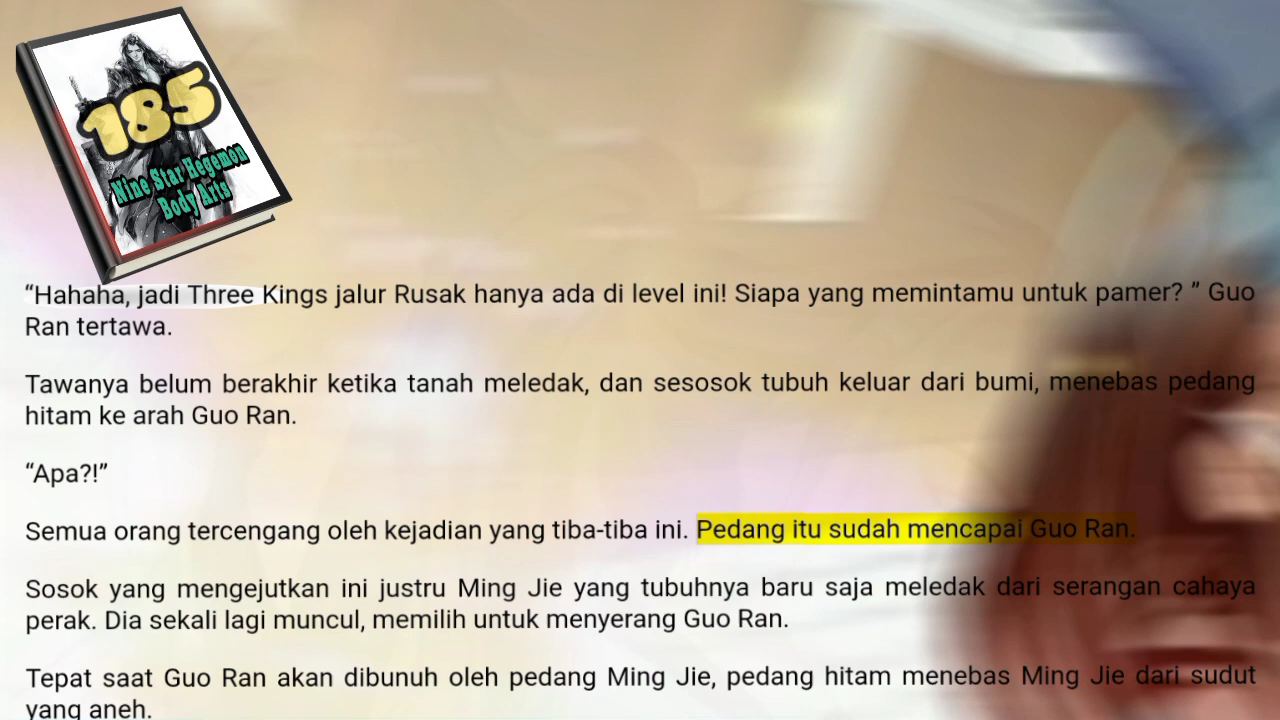 185
Nine Star Hegemon
Body Arts
“Hahaha, jadi Three Kings jalur Rusak hanya ada di level ini! Siapa yang memintamu untuk pamer? ” Guo
Ran tertawa.
Tawanya belum berakhir ketika tanah meledak, dan sesosok tubuh keluar dari bumi, menebas pedang
hitam ke arah Guo Ran.
“Apa?!”
Semua orang tercengang oleh kejadian yang tiba-tiba ini. Pedang itu sudah mencapai Guo Ran.
Sosok yang mengejutkan ini justru Ming Jie yang tubuhnya baru saja meledak dari serangan cahaya
perak. Dia sekali lagi muncul, memilih untuk menyerang Guo Ran.
Tepat saat Guo Ran akan dibunuh oleh pedang Ming Jie, pedang hitam menebas Ming Jie dari sudut
yang aneh.